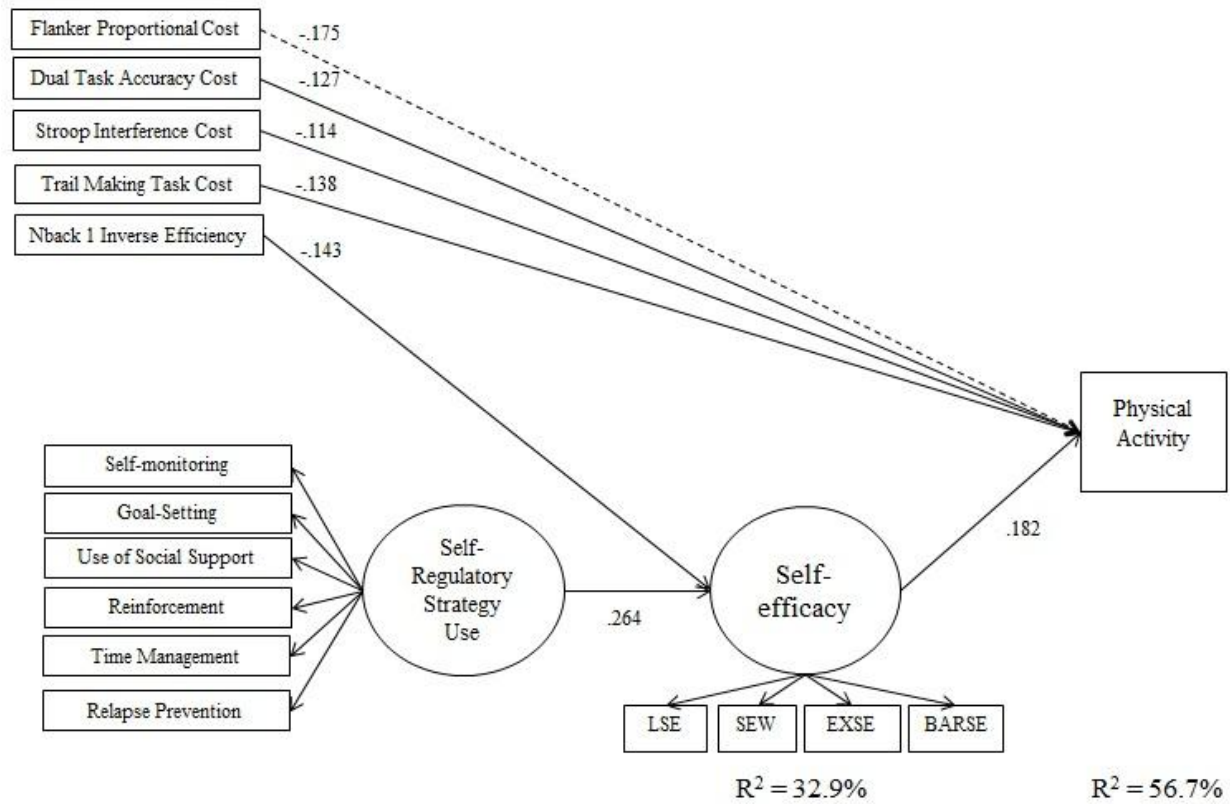 Flanker Proportional Cost
-.175
Dual Task Accuracy Cost
-.127
Stroop Interference Cost
-.114
Trail Making Task Cost
-.138
Nback 1 Inverse Efficiency
-.143
Physical
Activity
Self-monitoring
Goal-Setting
Use of Social Support
Reinforcement
Time Management
Relapse Prevention
Self-
Regulatory
Strategy
Use
.264
Self-
efficacy
.182
LSE
SEW
EXSE
BARSE
R² = 32.9%
R² = 56.7%